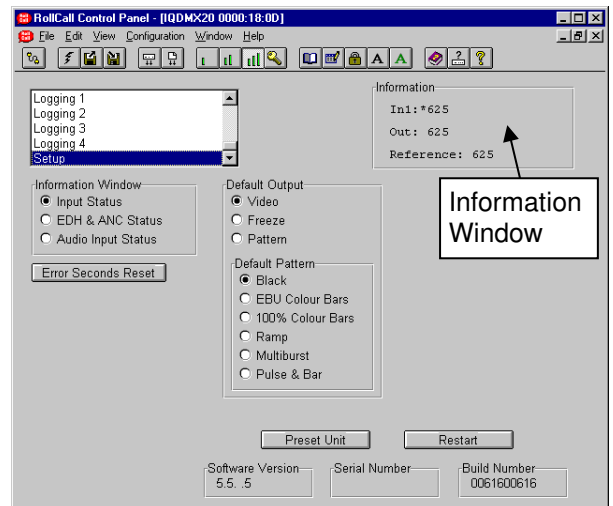 RollCall Control Panel - [IQDMX20 0000:18:0D]
File Edit View Configuration Window Help
A A
Logging 1
Logging 2
Logging 3
Logging 4
Setup
Information
In1:*625
Out: 625
Reference: 625
Information
Window
Information Window
Input Status
EDH & ANC Status
Audio Input Status
Error Seconds Reset
Default Output
Video
Freeze
Pattern
Default Pattern
Black
EBU Colour Bars
100% Colour Bars
Ramp
Multiburst
Pulse & Bar
Preset Unit Restart
Software Version Serial Number Build Number
5.5. .5 0061600616